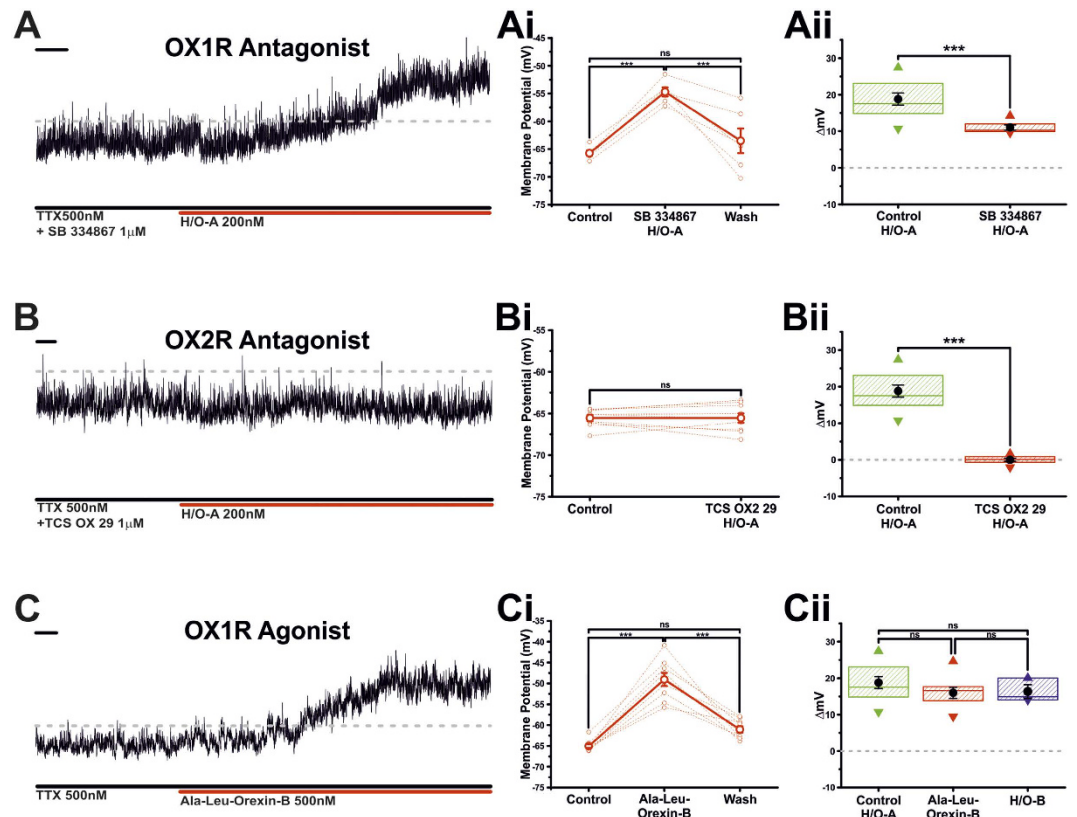 A
OX1R Antagonist
TTX500nM
+ SB 334867 1μM
H/O-A 200nM
Ai
Membrane Potential (mV)
-45
-50
-55
-60
-65
-70
-75
ns
***
***
Control
SB 334867
H/O-A
Wash
Aii
ΔmV
30
20
10
0
-10
***
Control
H/O-A
SB 334867
H/O-A
B
OX2R Antagonist
TTX 500nM
+TCS OX 29 1μM
H/O-A 200nM
Bi
Membrane Potential (mV)
-55
-60
-65
-70
-75
ns
Control
TCS OX2 29
H/O-A
Bii
ΔmV
30
20
10
0
-10
***
Control
H/O-A
TCS OX2 29
H/O-A
C
OX1R Agonist
TTX 500nM
Ala-Leu-Orexin-B 500nM
Ci
Membrane Potential (mV)
-35
-40
-45
-50
-55
-60
-65
-70
-75
ns
***
***
Control
Ala-Leu-
Orexin-B
Wash
Cii
ΔmV
30
20
10
0
-10
ns
ns
ns
Control
H/O-A
Ala-Leu-
Orexin-B
H/O-B